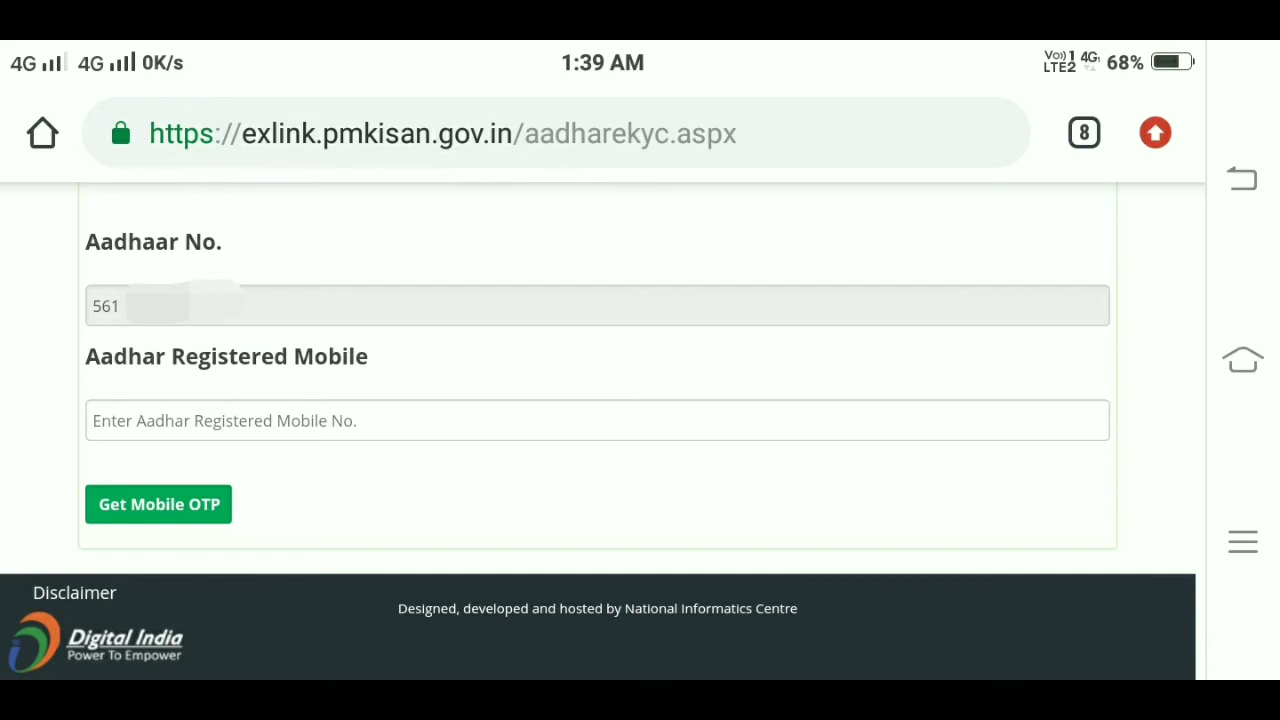 4G 4G 0K/s 1:39 AM Vo)) 1 4G 68%
LTE2
https://exlink.pmkisan.gov.in/aadharekyc.aspx 8
Aadhaar No.
561
Aadhar Registered Mobile
Enter Aadhar Registered Mobile No.
Get Mobile OTP
Disclaimer
Designed, developed and hosted by National Informatics Centre
Digital India
Power To Empower